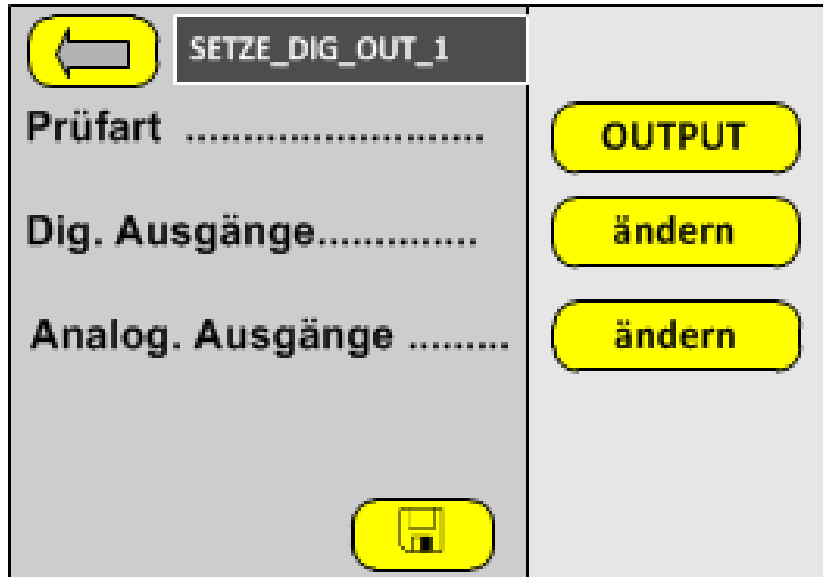 SETZE_DIG_OUT_1
Prüfart .......................... OUTPUT
Dig. Ausgänge.............. ändern
Analog. Ausgänge ......... ändern